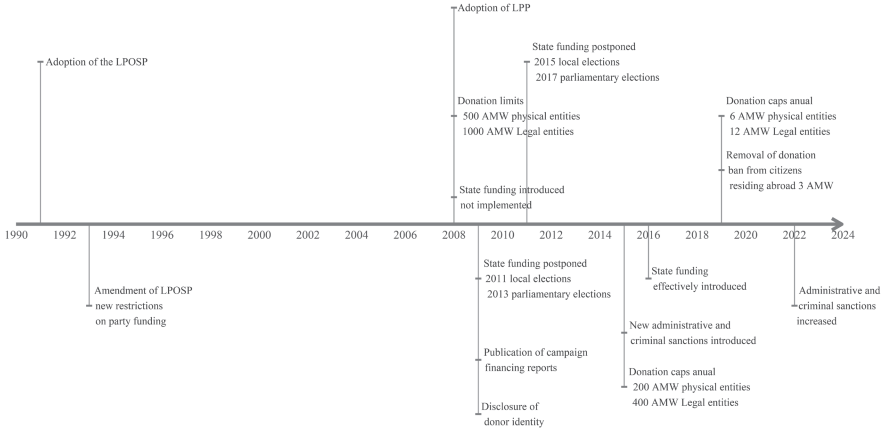 Adoption of LPP
State funding postponed
2015 local elections
2017 parliamentary elections
Adoption of the LPOSP
Donation limits
500 AMW physical entities
1000 AMW Legal entities
Donation caps anual
6 AMW physical entities
12 AMW Legal entities
Removal of donation
ban from citizens
residing abroad 3 AMW
State funding introduced
not implemented
1990 1992 1994 1996 1998 2000 2002 2004 2006 2008 2010 2012 2014 2016 2018 2020 2022 2024
Amendment of LPOSP
new restrictions
on party funding
State funding postponed
2011 local elections
2013 parliamentary elections
State funding
effectively introduced
Administrative and
criminal sanctions
increased
New administrative and
criminal sanctions introduced
Publication of campaign
financing reports
Donation caps anual
200 AMW physical entities
400 AMW Legal entities
Disclosure of
donor identity